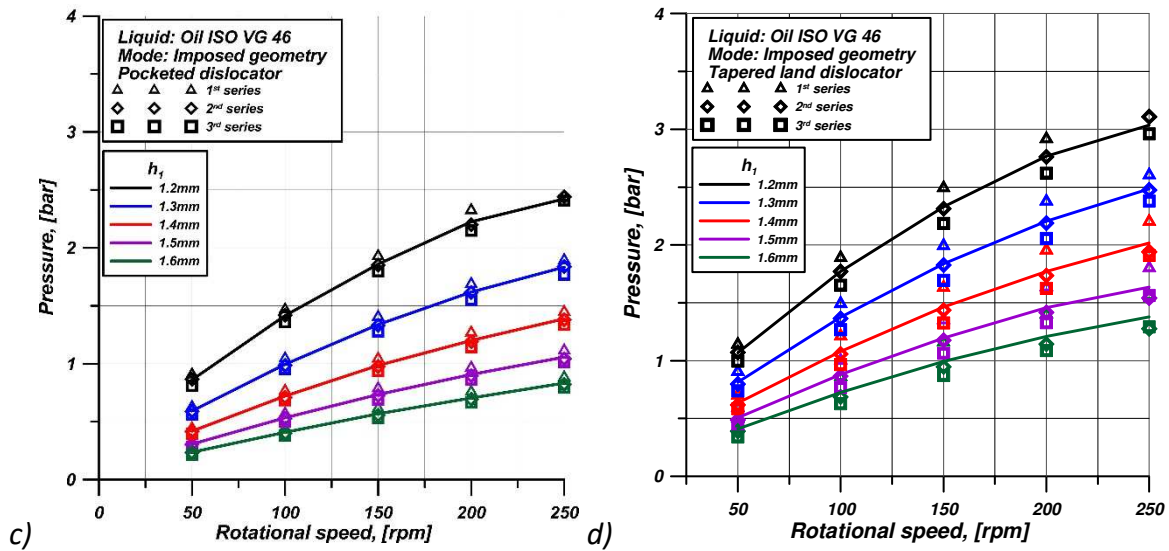 4
3
2
1
0
Pressure, [bar]
Liquid: Oil ISO VG 46
Mode: Imposed geometry
Pocketed dislocator
1st series
2nd series
3rd series
h1
1.2mm
1.3mm
1.4mm
1.5mm
1.6mm
0 50 100 150 200 250
Rotational speed, [rpm]
c)
4
3
2
1
0
Pressure, [bar]
Liquid: Oil ISO VG 46
Mode: Imposed geometry
Tapered land dislocator
1st series
2nd series
3rd series
h1
1.2mm
1.3mm
1.4mm
1.5mm
1.6mm
50 100 150 200 250
Rotational speed, [rpm]
d)